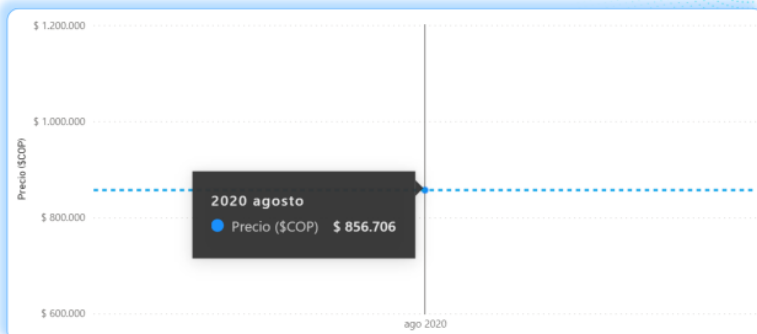 $ 1.200.000
$ 1.000.000
Precio ($COP)
2020 agosto
Precio ($COP) $ 856.706
$ 800.000
$ 600.000
ago 2020